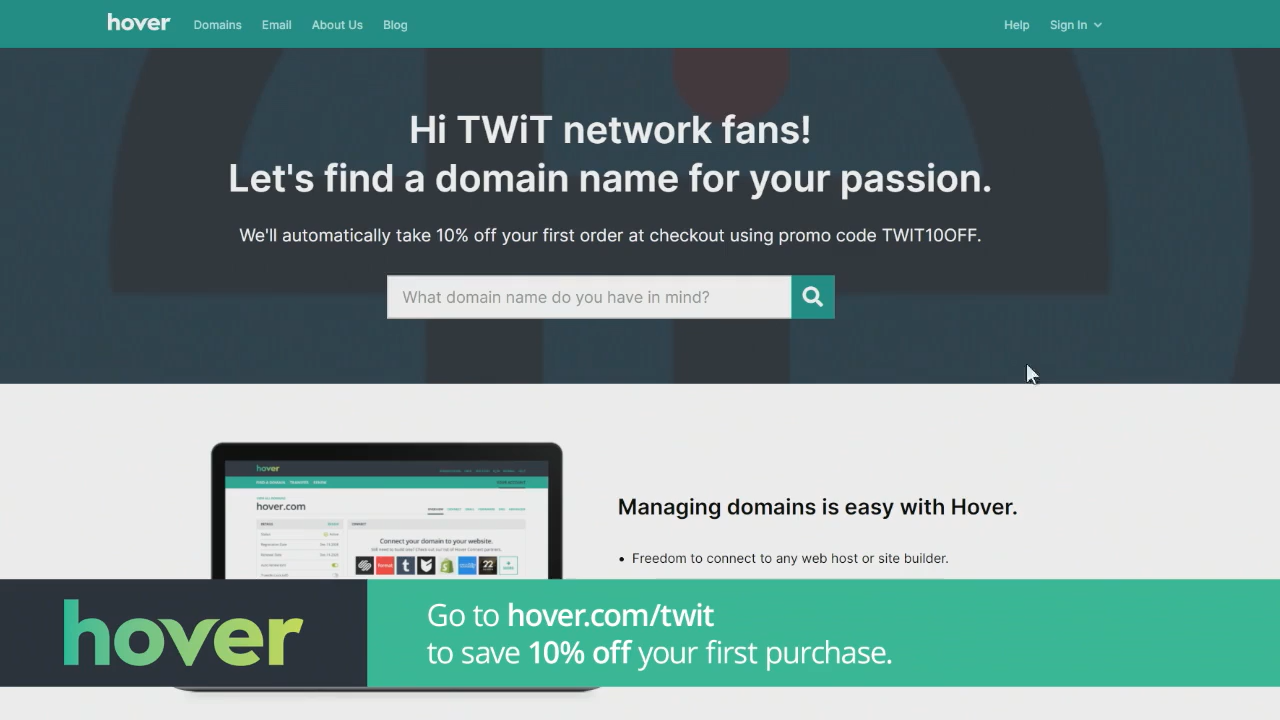 hover Domains Email About Us Blog Help Sign In
Hi TWiT network fans!
Let's find a domain name for your passion.
We'll automatically take 10% off your first order at checkout using promo code TWIT10OFF.
What domain name do you have in mind?
hover
hover.com
Connect your domain to your website.
Managing domains is easy with Hover.
• Freedom to connect to any web host or site builder.
hover
Go to hover.com/twit
to save 10% off your first purchase.